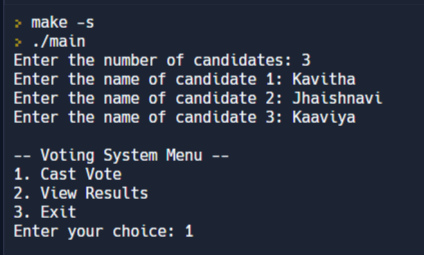 > make -s
> ./main
Enter the number of candidates: 3
Enter the name of candidate 1: Kavitha
Enter the name of candidate 2: Jhaishnavi
Enter the name of candidate 3: Kaaviya

-- Voting System Menu --
1. Cast Vote
2. View Results
3. Exit
Enter your choice: 1